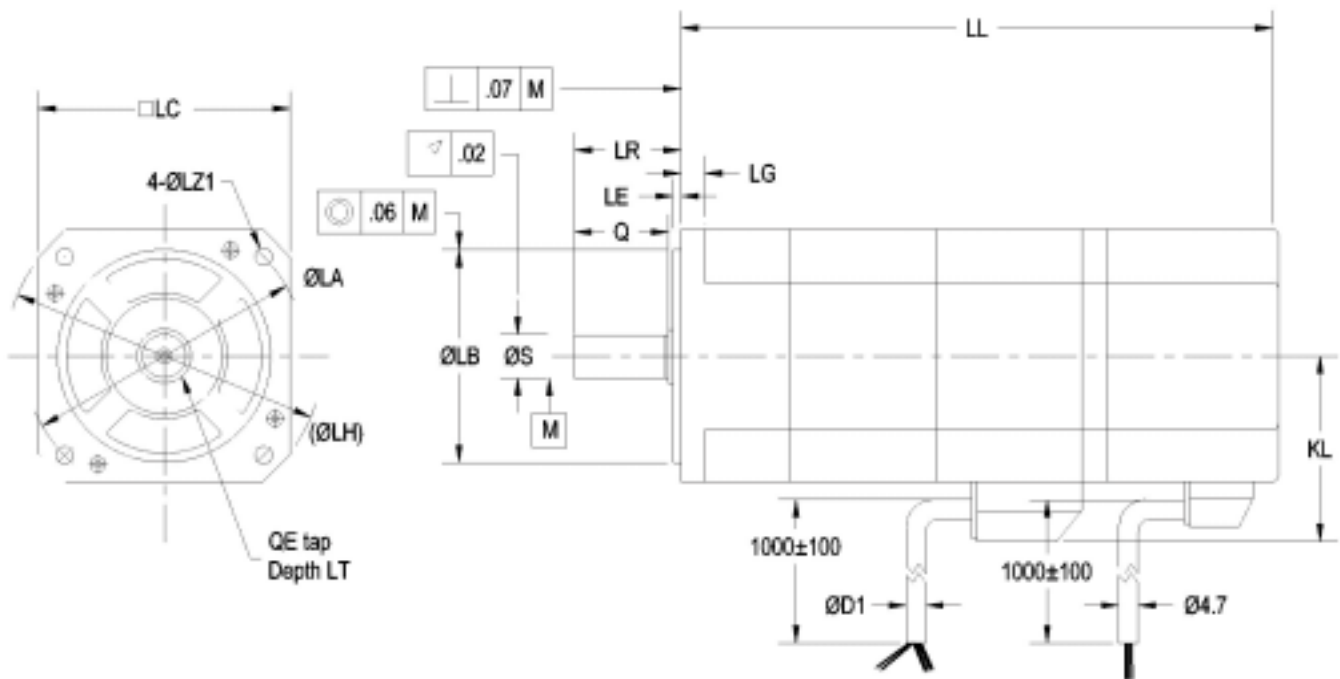 LL
⊥ .07 M
□LC
.02
LR
LG
4-ØLZ1
LE
◎ .06 M
Q
ØLA
ØLB
ØS
M
(ØLH)
KL
QE tap
Depth LT
1000±100
1000±100
ØD1
Ø4.7